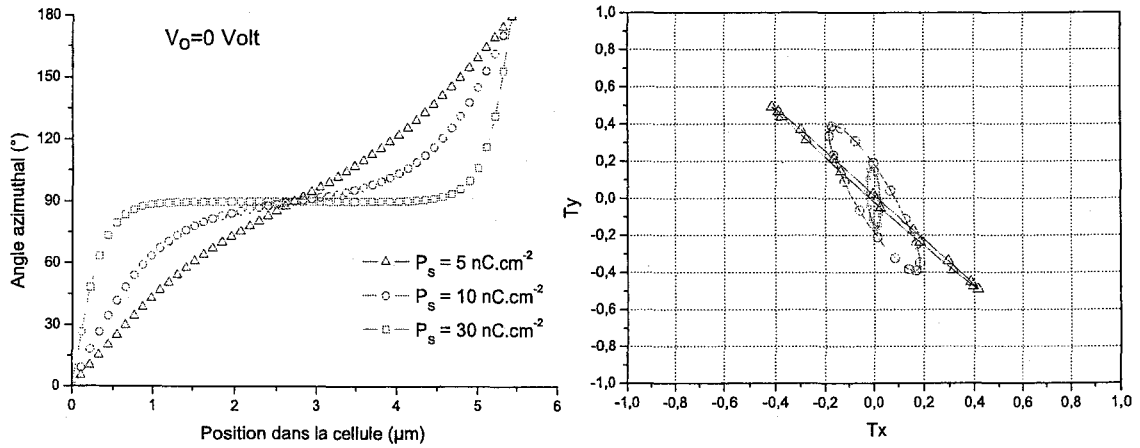 V₀=0 Volt
Angle azimuthal (°)
180
150
120
90
60
30
0
P_s = 5 nC.cm⁻²
P_s = 10 nC.cm⁻²
P_s = 30 nC.cm⁻²
0 1 2 3 4 5 6
Position dans la cellule (µm)
Ty
1,0
0,8
0,6
0,4
0,2
0,0
-0,2
-0,4
-0,6
-0,8
-1,0
-1,0 -0,8 -0,6 -0,4 -0,2 0,0 0,2 0,4 0,6 0,8 1,0
Tx